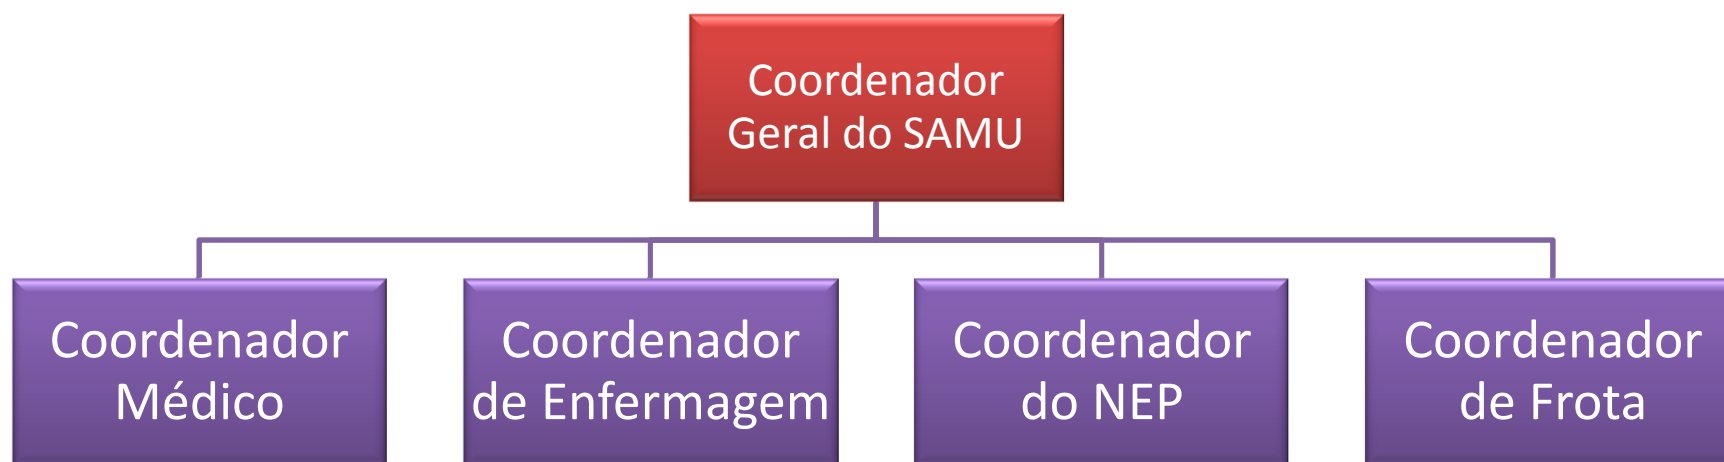 Coordenador
Geral do SAMU
Coordenador
Médico
Coordenador
de Enfermagem
Coordenador
do NEP
Coordenador
de Frota